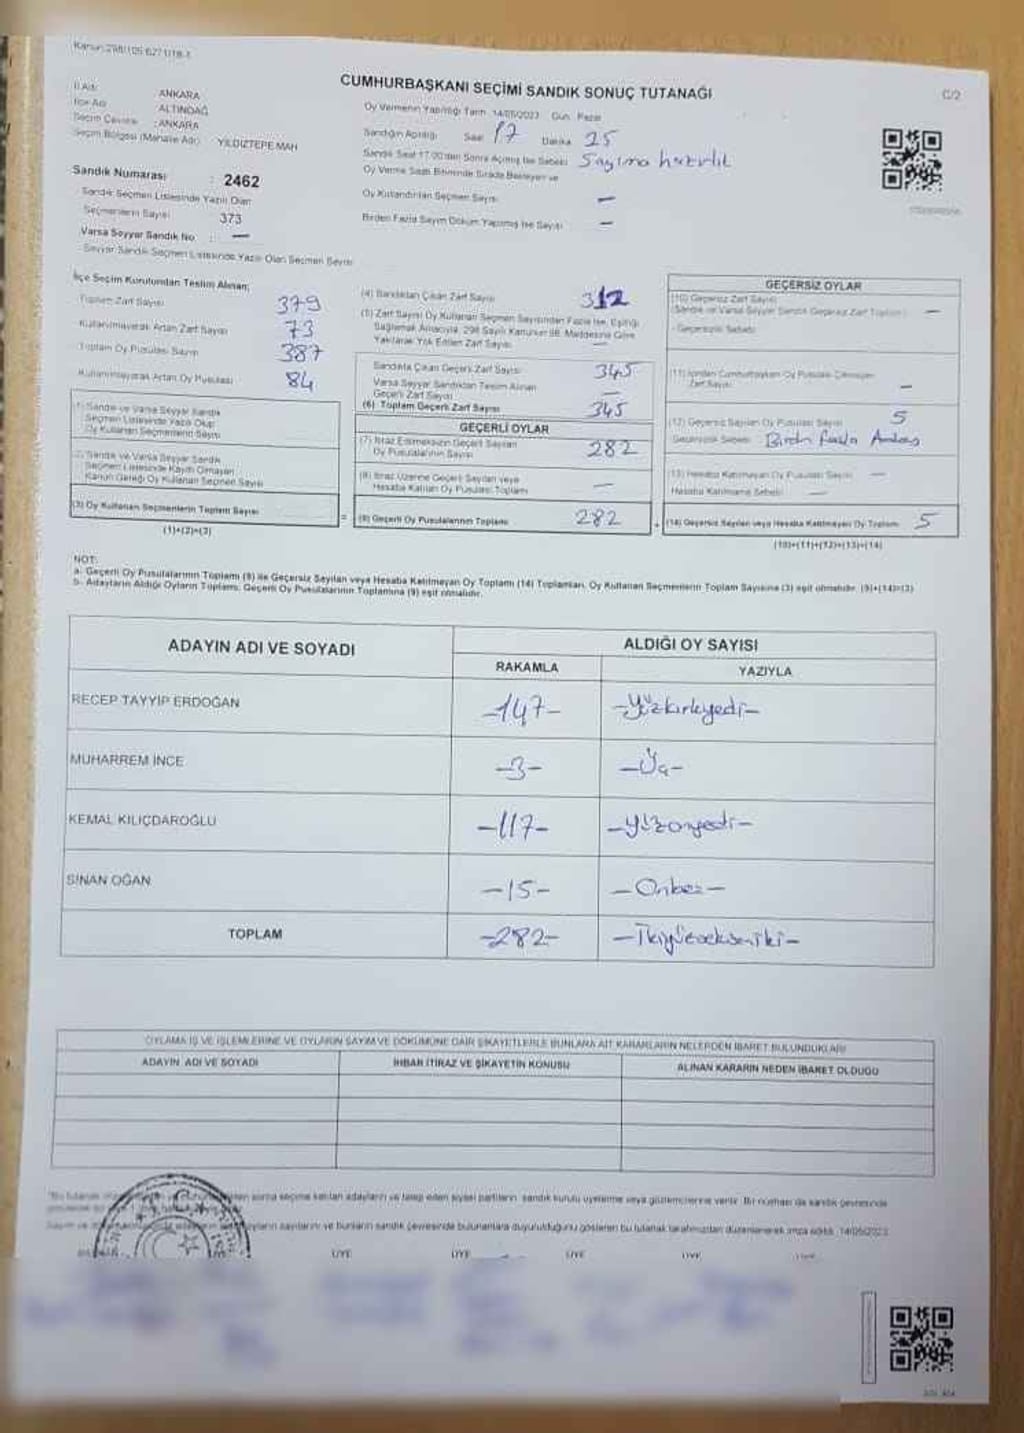 Kanun:298/105 6271/18-1
CUMHURBAŞKANI SEÇİMİ SANDIK SONUÇ TUTANAĞI
C/2
İl Adı : ANKARA
İlçe Adı : ALTINDAĞ
Seçim Çevresi : ANKARA
Seçim Bölgesi (Mahalle Adı) YILDIZTEPE MAH
Sandık Numarası : 2462
Sandık Seçmen Listesinde Yazılı Olan
Seçmenlerin Sayısı 373
Varsa Seyyar Sandık No : —
Seyyar Sandık Seçmen Listesinde Yazılı Olan Seçmen Sayısı
Oy Vermenin Yapıldığı Tarih 14/05/2023 Gün Pazar
Sandığın Açıldığı Saat 17 Dakika 25
Sandık Saat 17:00'dan Sonra Açılmış İse Sebebi Sayıma hazırlık
Oy Verme Saati Bitiminde Sırada Bekleyen ve
Oy Kullandırılan Seçmen Sayısı —
Birden Fazla Sayım Döküm Yapılmış İse Sayısı —
İlçe Seçim Kurulundan Teslim Alınan;
Toplam Zarf Sayısı 379
Kullanılmayarak Artan Zarf Sayısı 73
Toplam Oy Pusulası Sayısı 387
Kullanılmayarak Artan Oy Pusulası 84
(1) Sandık ve Varsa Seyyar Sandık
Seçmen Listesinde Yazılı Olup
Oy Kullanan Seçmenlerin Sayısı
(2) Sandık ve Varsa Seyyar Sandık
Seçmen Listesinde Kayıtlı Olmayan
Kanun Gereği Oy Kullanan Seçmen Sayısı
(3) Oy Kullanan Seçmenlerin Toplam Sayısı
(1)+(2)=(3)
(4) Sandıktan Çıkan Zarf Sayısı 312
(5) Zarf Sayısı Oy Kullanan Seçmen Sayısından Fazla İse, Eşitliği
Sağlamak Amacıyla, 298 Sayılı Kanunun 98. Maddesine Göre
Yakılarak Yok Edilen Zarf Sayısı —
Sandıkta Çıkan Geçerli Zarf Sayısı 345
Varsa Seyyar Sandıktan Teslim Alınan
Geçerli Zarf Sayısı —
(6) Toplam Geçerli Zarf Sayısı 345
GEÇERLİ OYLAR
(7) İtiraz Edilmeksizin Geçerli Sayılan
Oy Pusulalarının Sayısı 282
(8) İtiraz Üzerine Geçerli Sayılan veya
Hesaba Katılan Oy Pusulası Toplamı —
= (9) Geçerli Oy Pusulalarının Toplamı 282
GEÇERSİZ OYLAR
(10) Geçersiz Zarf Sayısı
(Sandık ve Varsa Seyyar Sandık Geçersiz Zarf Toplamı) —
Geçersizlik Sebebi
(11) İçinden Cumhurbaşkanı Oy Pusulası Çıkmayan
Zarf Sayısı —
(12) Geçersiz Sayılan Oy Pusulası Sayısı 5
Geçersizlik Sebebi Birden fazla
(13) Hesaba Katılmayan Oy Pusulası Sayısı —
Hesaba Katılmama Sebebi —
+ (14) Geçersiz Sayılan veya Hesaba Katılmayan Oy Toplamı 5
(10)+(11)+(12)+(13)=(14)
NOT:
a- Geçerli Oy Pusulalarının Toplamı (9) ile Geçersiz Sayılan veya Hesaba Katılmayan Oy Toplamı (14) Toplamları, Oy Kullanan Seçmenlerin Toplam Sayısına (3) eşit olmalıdır. (9)+(14)=(3)
b- Adayların Aldığı Oyların Toplamı, Geçerli Oy Pusulalarının Toplamına (9) eşit olmalıdır.
ADAYIN ADI VE SOYADI
ALDIĞI OY SAYISI
RAKAMLA YAZIYLA
RECEP TAYYİP ERDOĞAN -147- -Yüzkırkyedi-
MUHARREM İNCE -3- -Üç-
KEMAL KILIÇDAROĞLU -117- -Yüzonyedi-
SİNAN OĞAN -15- -Onbeş-
TOPLAM -282- -İkiyüzsekseniki-
OYLAMA İŞ VE İŞLEMLERİNE VE OYLARIN SAYIM VE DÖKÜMÜNE DAİR ŞİKAYETLERLE BUNLARA AİT KARARLARIN NELERDEN İBARET BULUNDUKLARI
ADAYIN ADI VE SOYADI İHBAR İTİRAZ VE ŞİKAYETİN KONUSU ALINAN KARARIN NEDEN İBARET OLDUĞU
sonra seçime katılan adayların ve talep eden siyasi partilerin sandık kurulu üyelerine veya gözlemcilerine verilir. Bir nüshası da sandık çevresinde
oyların sayılarını ve bunların sandık çevresinde bulunanlara duyurulduğunu gösteren bu tutanak tarafımızdan düzenlenerek imza edildi. 14/05/2023
ÜYE ÜYE ÜYE ÜYE